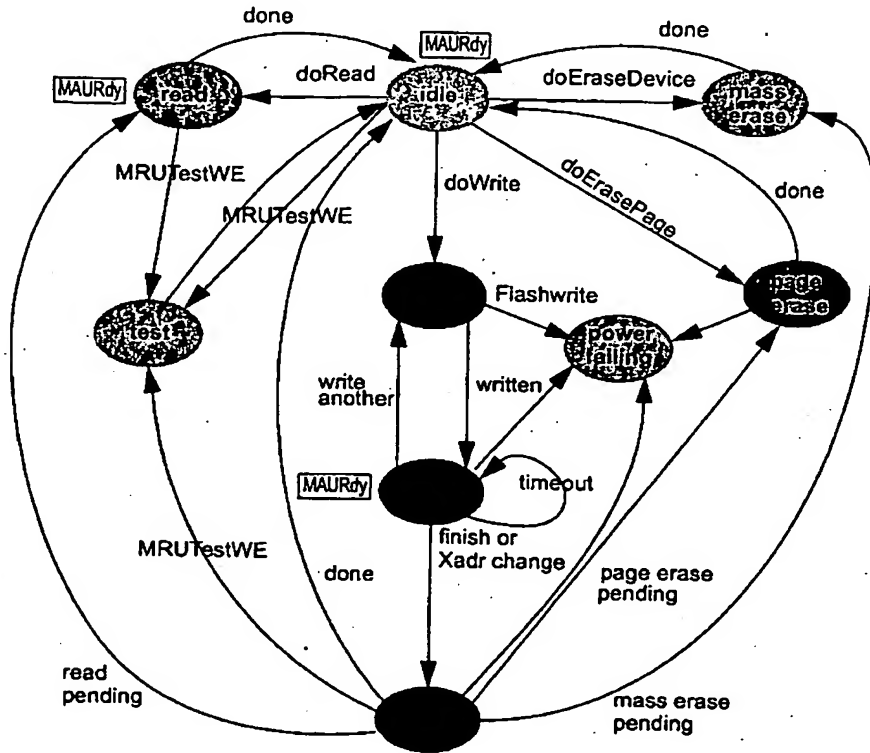 done
done
MAURdy
MAURdy
read
doRead
idle
doEraseDevice
mass
erase
MRUTestWE
MRUTestWE
doWrite
doErasePage
done
Flashwrite
page
erase
test
power
failing
write
another
written
MAURdy
timeout
finish or
Xadr change
MRUTestWE
done
page erase
pending
read
pending
mass erase
pending